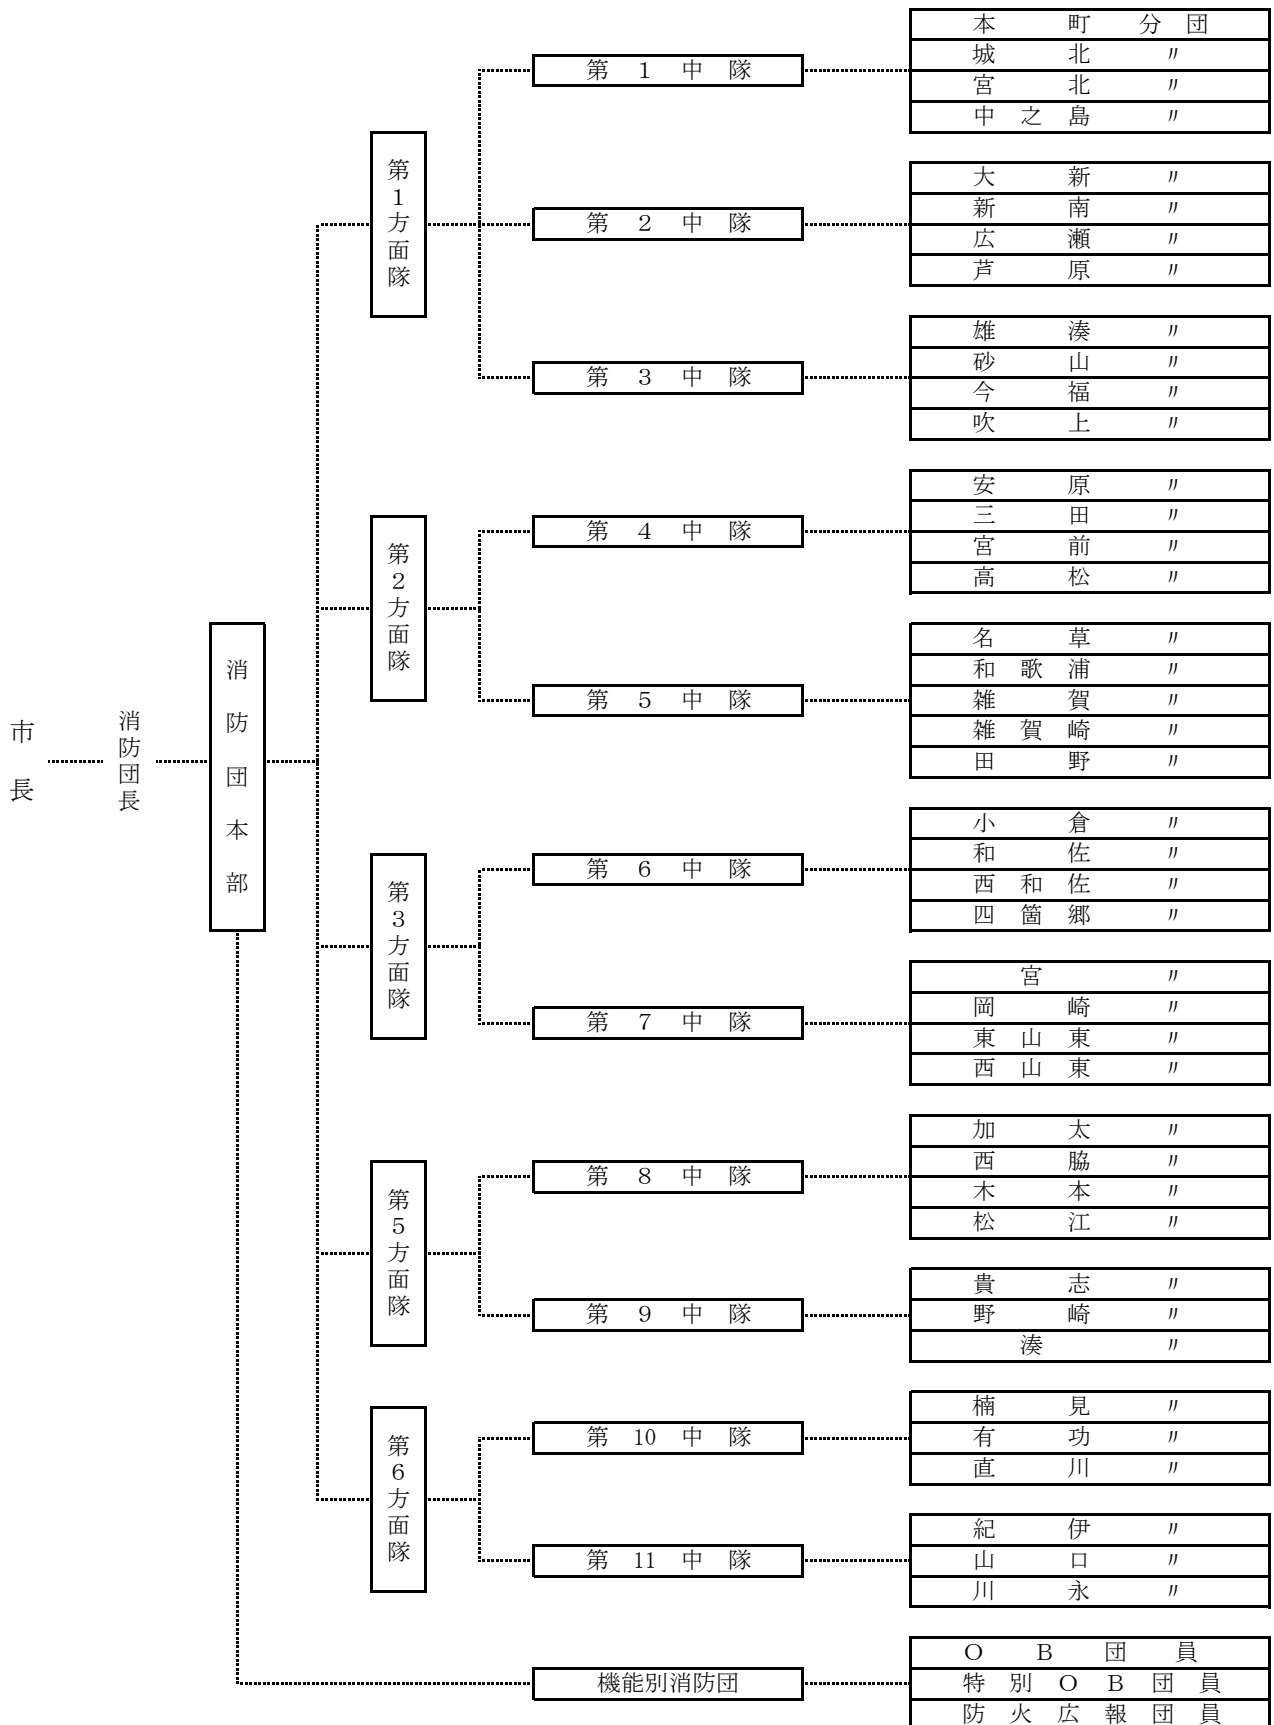 市長
消防団長
消防団本部
第1方面隊
第 1 中 隊
本 町 分 団
城 北 〃
宮 北 〃
中 之 島 〃
第 2 中 隊
大 新 〃
新 南 〃
広 瀬 〃
芦 原 〃
第 3 中 隊
雄 湊 〃
砂 山 〃
今 福 〃
吹 上 〃
第2方面隊
第 4 中 隊
安 原 〃
三 田 〃
宮 前 〃
高 松 〃
第 5 中 隊
名 草 〃
和 歌 浦 〃
雑 賀 〃
雑 賀 崎 〃
田 野 〃
第3方面隊
第 6 中 隊
小 倉 〃
和 佐 〃
西 和 佐 〃
四 箇 郷 〃
第 7 中 隊
宮 〃
岡 崎 〃
東 山 東 〃
西 山 東 〃
第5方面隊
第 8 中 隊
加 太 〃
西 脇 〃
木 本 〃
松 江 〃
第 9 中 隊
貴 志 〃
野 崎 〃
湊 〃
第6方面隊
第 10 中 隊
楠 見 〃
有 功 〃
直 川 〃
第 11 中 隊
紀 伊 〃
山 口 〃
川 永 〃
機能別消防団
O B 団 員
特 別 O B 団 員
防 火 広 報 団 員